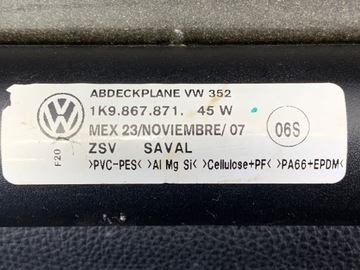 ABDECKPLANE VW 352
1K9.867.871. 45 W
MEX 23/NOVIEMBRE/ 07
06S
ZSV SAVAL
F20
>PVC-PES< >Al Mg Si< >Cellulose+PF< >PA66+EPDM<